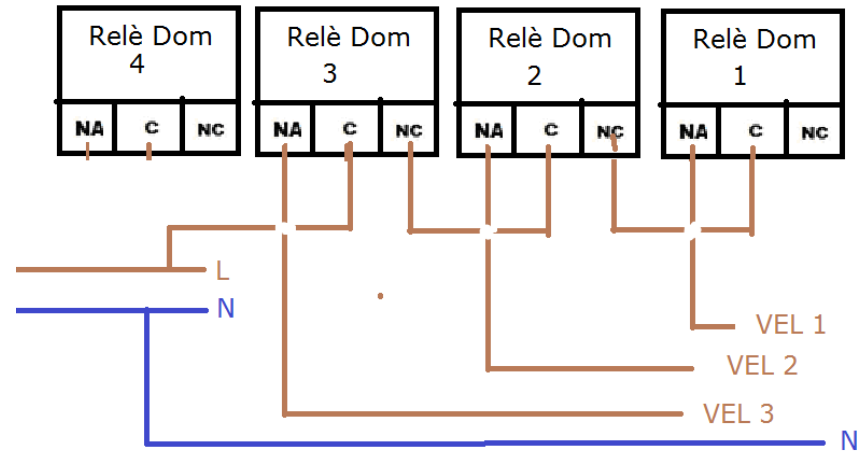 Relè Dom
4
Relè Dom
3
Relè Dom
2
Relè Dom
1
NA C NC
NA C NC
NA C NC
NA C NC
L
N
VEL 1
VEL 2
VEL 3
N